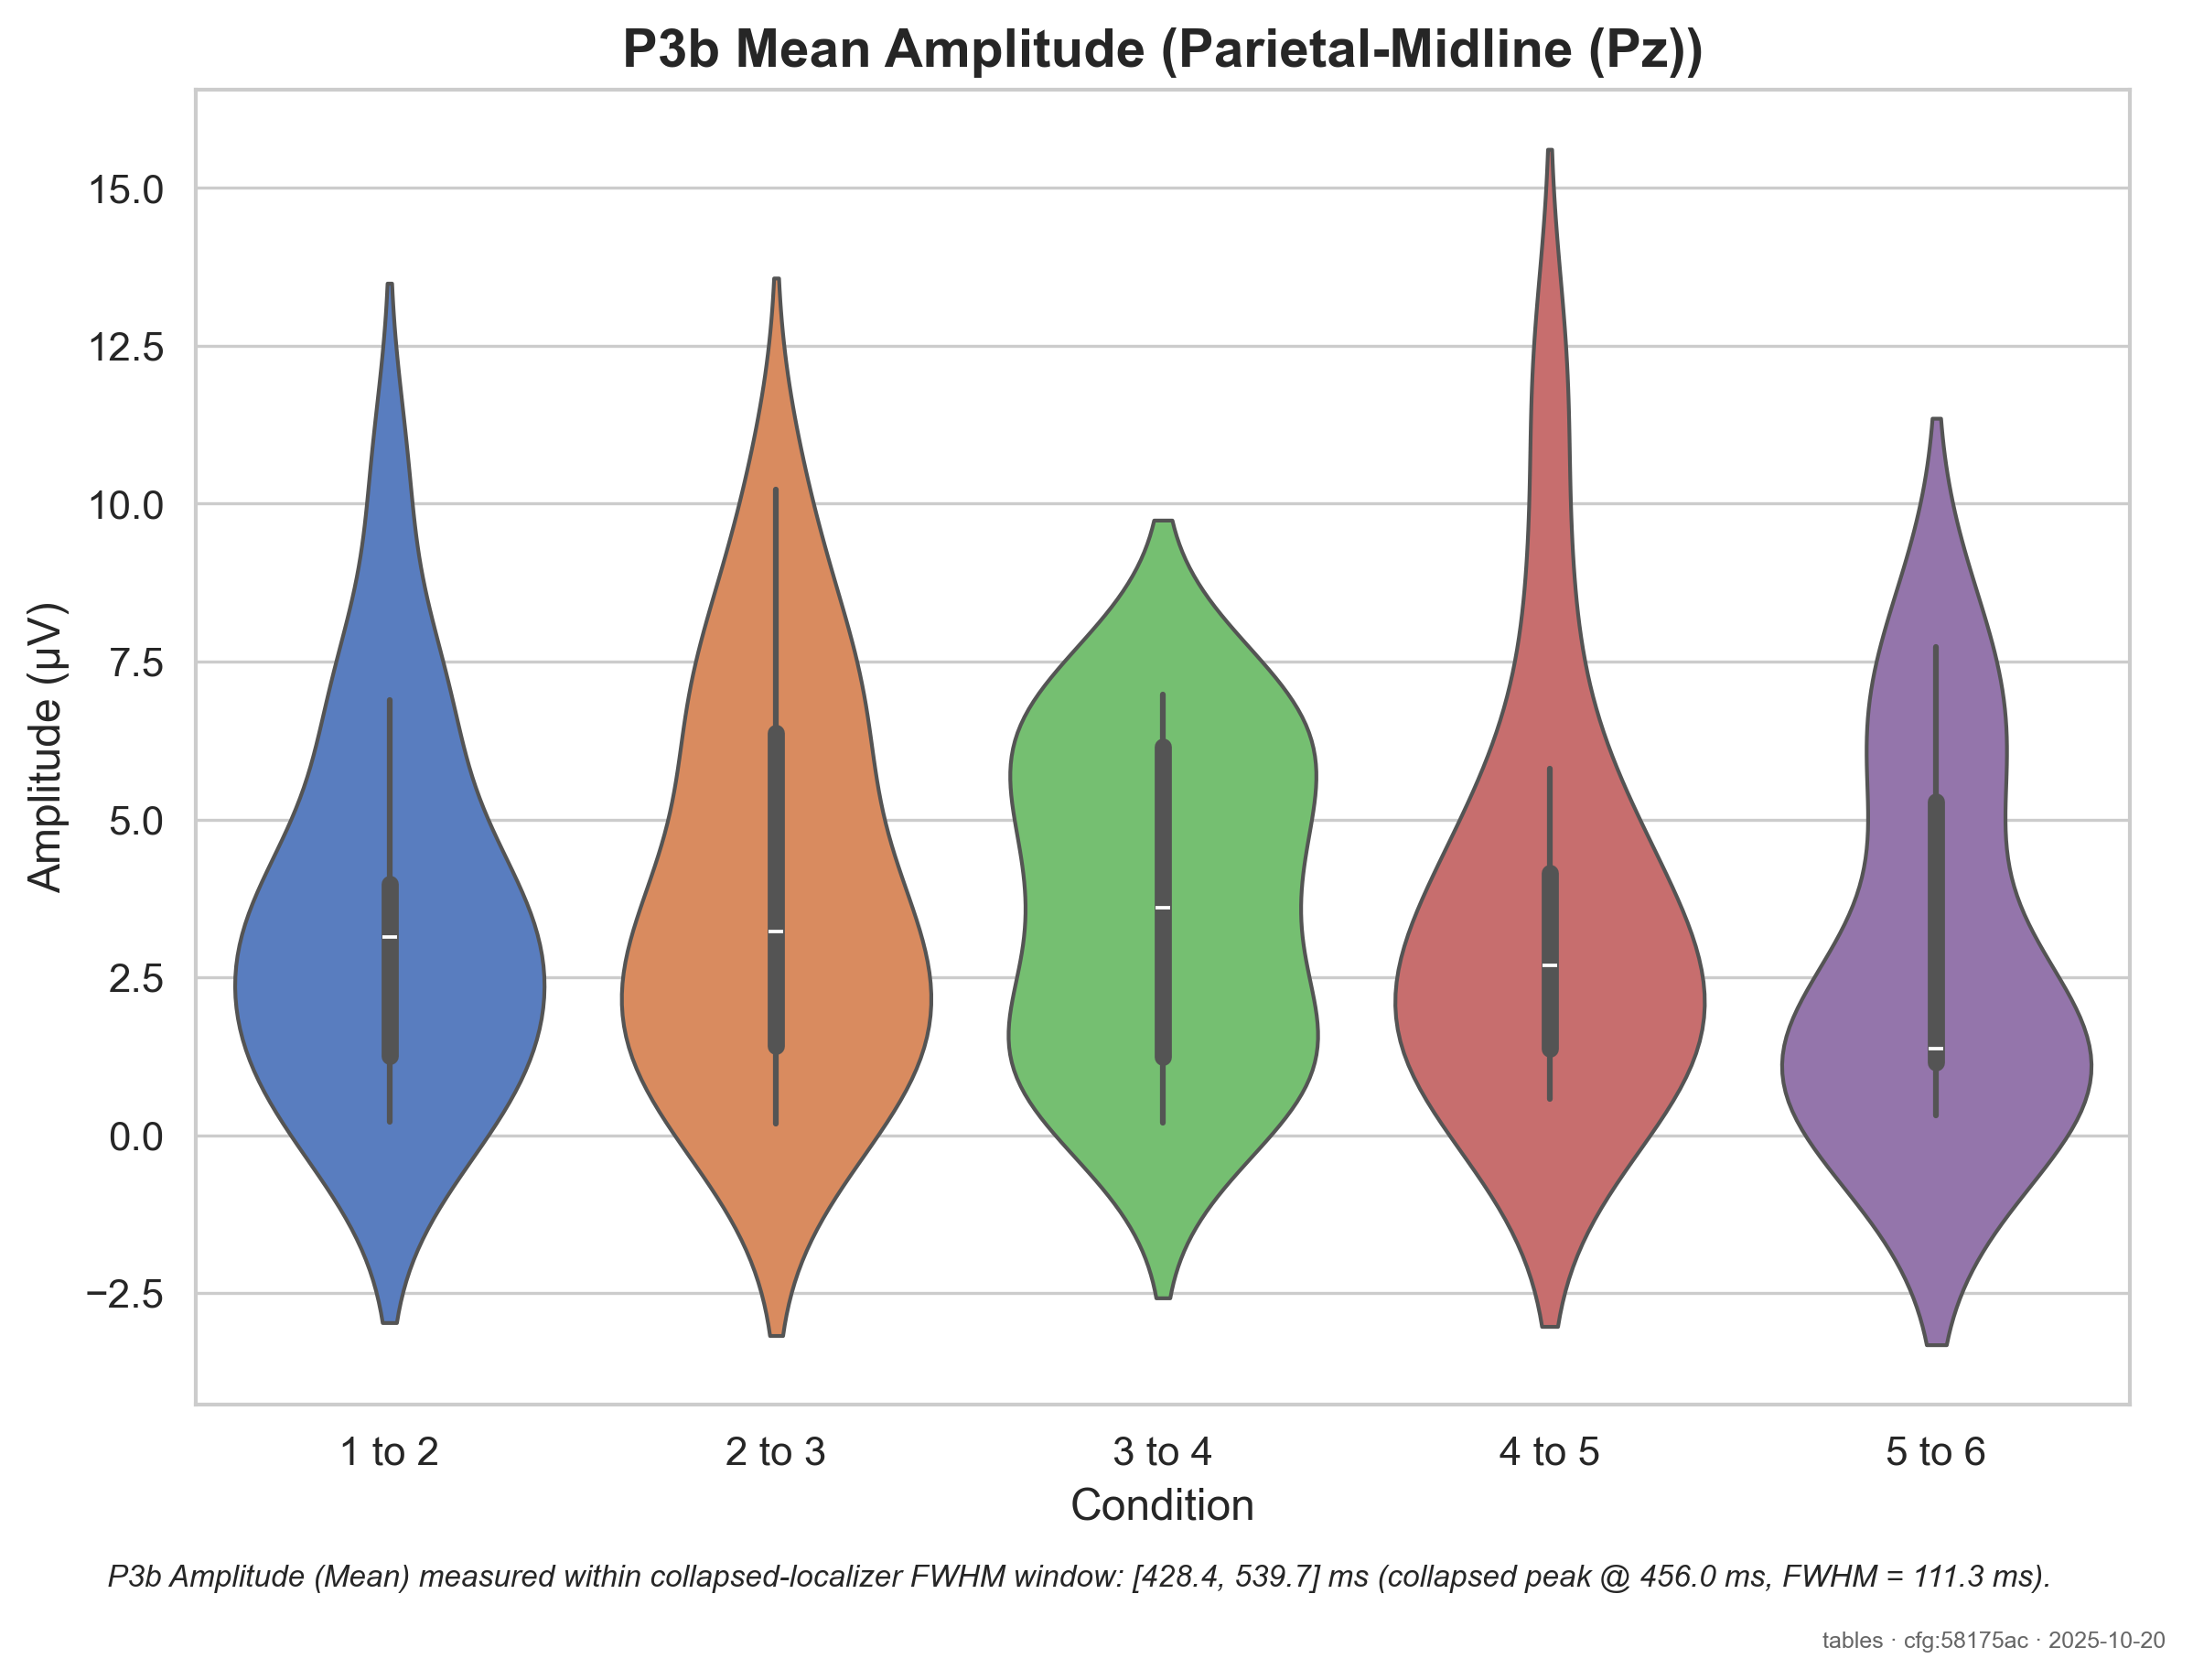 P3b Mean Amplitude (Parietal-Midline (Pz))
15.0
12.5
10.0
7.5
5.0
2.5
0.0
−2.5
Amplitude (µV)
1 to 2
2 to 3
3 to 4
4 to 5
5 to 6
Condition
P3b Amplitude (Mean) measured within collapsed-localizer FWHM window: [428.4, 539.7] ms (collapsed peak @ 456.0 ms, FWHM = 111.3 ms).
tables · cfg:58175ac · 2025-10-20